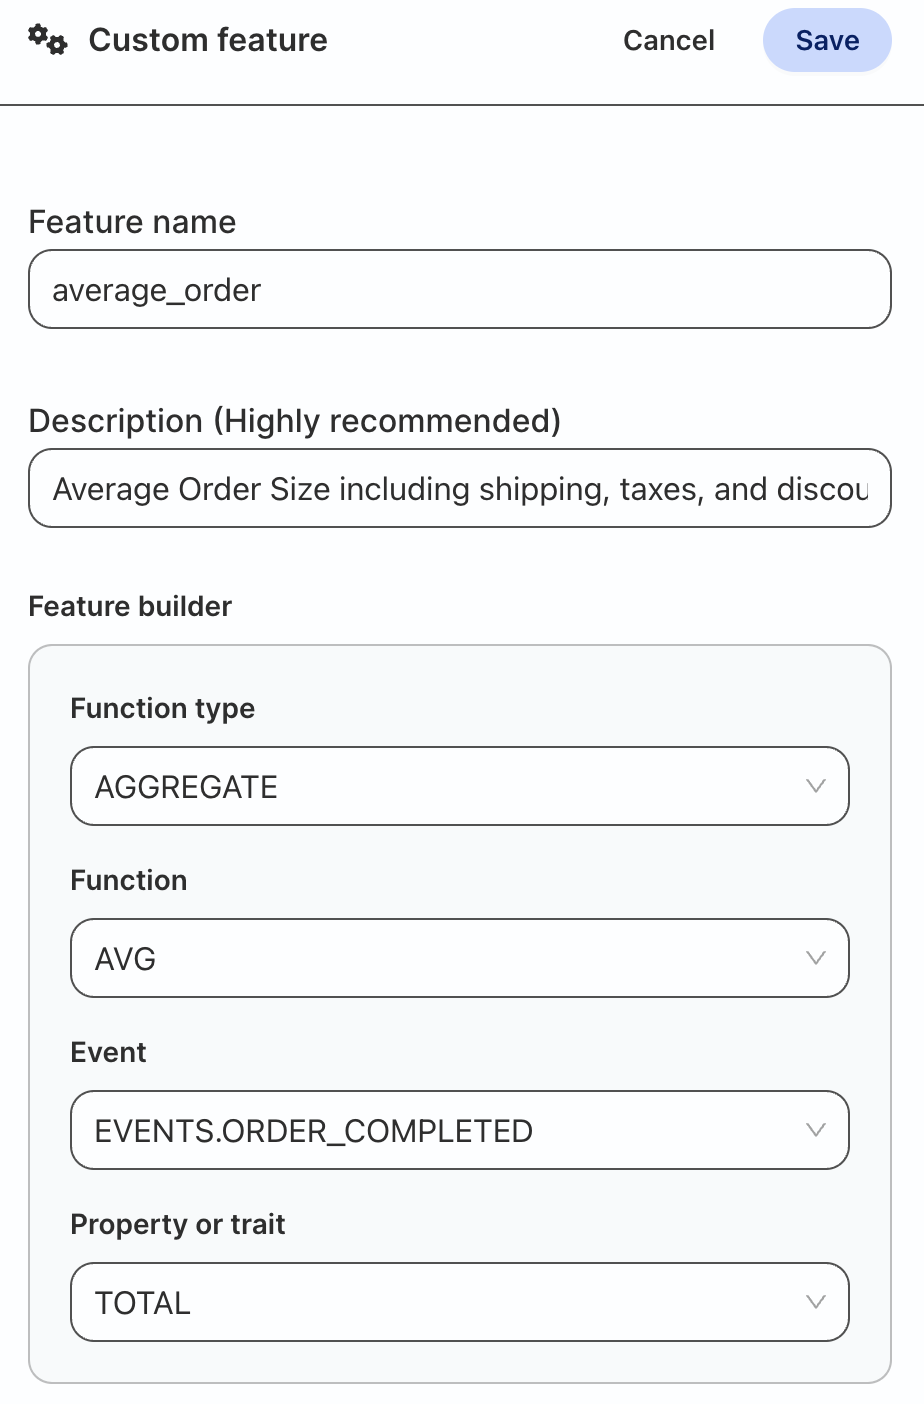 Custom feature
Cancel
Save
Feature name
average_order
Description (Highly recommended)
Average Order Size including shipping, taxes, and discou
Feature builder
Function type
AGGREGATE
Function
AVG
Event
EVENTS.ORDER_COMPLETED
Property or trait
TOTAL